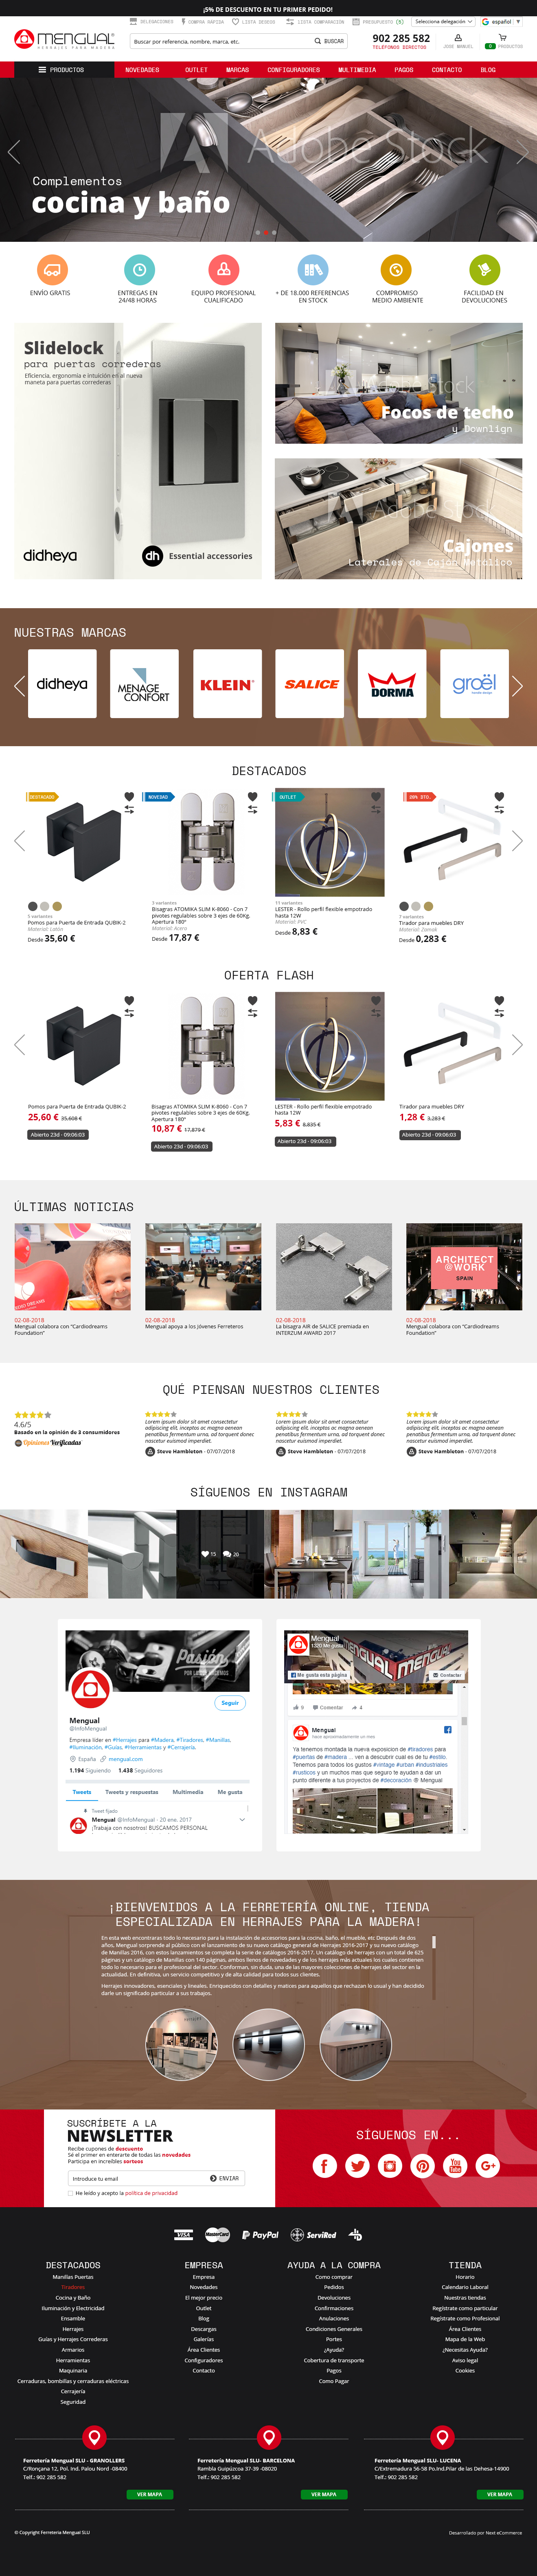 ¡5% DE DESCUENTO EN TU PRIMER PEDIDO!
DELEGACIONES COMPRA RÁPIDA LISTA DESEOS LISTA COMPARACIÓN PRESUPUESTO (5) Selecciona delegación español
MENGUAL
HERRAJES PARA MADERA
Buscar por referencia, nombre, marca, etc.
BUSCAR
902 285 582
TELÉFONOS DIRECTOS
JOSE MANUEL
0 PRODUCTOS
PRODUCTOS NOVEDADES OUTLET MARCAS CONFIGURADORES MULTIMEDIA PAGOS CONTACTO BLOG
Adobe Stock
Complementos
cocina y baño
ENVÍO GRATIS
ENTREGAS EN
24/48 HORAS
EQUIPO PROFESIONAL
CUALIFICADO
+ DE 18.000 REFERENCIAS
EN STOCK
COMPROMISO
MEDIO AMBIENTE
FACILIDAD EN
DEVOLUCIONES
Slidelock
para puertas correderas
Eficiencia, ergonomía e intuición en al nueva
maneta para puertas correderas
didheya
dh Essential accessories
Focos de techo
y Downlign
Cajones
Laterales de Cajón Metálico
NUESTRAS MARCAS
didheya
MENAGE
CONFORT
KLEIN
SALICE
DORMA
groël
DESTACADOS
DESTACADO
5 variantes
Pomos para Puerta de Entrada QUBIK-2
Material: Latón
Desde 35,60 €
NOVEDAD
3 variantes
Bisagras ATOMIKA SLIM K-8060 - Con 7
pivotes regulables sobre 3 ejes de 60Kg.
Apertura 180º
Material: Acero
Desde 17,87 €
OUTLET
11 variantes
LESTER - Rollo perfil flexible empotrado
hasta 12W
Material: PVC
Desde 8,83 €
20% DTO.
7 variantes
Tirador para muebles DRY
Material: Zamak
Desde 0,283 €
OFERTA FLASH
Pomos para Puerta de Entrada QUBIK-2
25,60 € 35.608 €
Abierto 23d - 09:06:03
Bisagras ATOMIKA SLIM K-8060 - Con 7
pivotes regulables sobre 3 ejes de 60Kg.
Apertura 180º
10,87 € 17.879 €
Abierto 23d - 09:06:03
LESTER - Rollo perfil flexible empotrado
hasta 12W
5,83 € 8.835 €
Abierto 23d - 09:06:03
Tirador para muebles DRY
1,28 € 3.283 €
Abierto 23d - 09:06:03
ÚLTIMAS NOTICIAS
02-08-2018
Mengual colabora con “Cardiodreams
Foundation”
02-08-2018
Mengual apoya a los Jóvenes Ferreteros
02-08-2018
La bisagra AIR de SALICE premiada en
INTERZUM AWARD 2017
ARCHITECT
@WORK
SPAIN
02-08-2018
Mengual colabora con “Cardiodreams
Foundation”
QUÉ PIENSAN NUESTROS CLIENTES
4.6/5
Basado en la opinión de 3 consumidores
Opiniones Verificadas
Lorem ipsum dolor sit amet consectetur
adipiscing elit, inceptos ac magna aenean
penatibus fermentum urna, ad torquent donec
nascetur euismod imperdiet.
Steve Hambleton - 07/07/2018
Lorem ipsum dolor sit amet consectetur
adipiscing elit, inceptos ac magna aenean
penatibus fermentum urna, ad torquent donec
nascetur euismod imperdiet.
Steve Hambleton - 07/07/2018
Lorem ipsum dolor sit amet consectetur
adipiscing elit, inceptos ac magna aenean
penatibus fermentum urna, ad torquent donec
nascetur euismod imperdiet.
Steve Hambleton - 07/07/2018
SÍGUENOS EN INSTAGRAM
15 20
Pasión
Seguir
Mengual
@InfoMengual
Empresa líder en #Herrajes para #Madera, #Tiradores, #Manillas,
#Iluminación, #Guías, #Herramientas y #Cerrajería.
España mengual.com
1.194 Siguiendo 1.438 Seguidores
Tweets Tweets y respuestas Multimedia Me gusta
Tweet fijado
Mengual @InfoMengual - 20 ene. 2017
¡Trabaja con nosotros! BUSCAMOS PERSONAL
Mengual
Me gusta esta página
Contactar
9 Comentar 4
Mengual
hace aproximadamente un mes
Ya tenemos montada la nueva exposición de #tiradores para
#puertas de #madera ... ven a descubrir cual es de tu #estilo.
Tenemos para todos los gustos #vintage #urban #industriales
#rusticos y un muchos mas que seguro te ayudan a dar a un
punto diferente a tus proyectos de #decoración @ Mengual
¡BIENVENIDOS A LA FERRETERÍA ONLINE, TIENDA
ESPECIALIZADA EN HERRAJES PARA LA MADERA!
En esta web encontraras todo lo necesario para la instalación de accesorios para la cocina, baño, el mueble, etc Después de dos
años, Mengual sorprende al público con el lanzamiento de su nuevo catálogo general de Herrajes 2016-2017 y su nuevo catálogo
de Manillas 2016, con estos lanzamientos se completa la serie de catálogos 2016-2017. Un catálogo de herrajes con un total de 625
páginas y un catálogo de Manillas con 140 páginas, ambos llenos de novedades y de los herrajes más actuales los cuales contienen
todo lo necesario para el profesional del sector. Conforman, sin duda, una de las mayores colecciones de herrajes del sector en la
actualidad. En definitiva, un servicio competitivo y de alta calidad para todos sus clientes.
Herrajes innovadores, esenciales y lineales. Enriquecidos con detalles y matices para aquellos que rechazan lo usual y han decidido
darle un significado particular a sus trabajos.
SUSCRÍBETE A LA
NEWSLETTER
Recibe cupones de descuento
Sé el primero en enterarte de todas las novedades
Participa en increíbles sorteos
Introduce tu email
ENVIAR
He leído y acepto la política de privacidad
SÍGUENOS EN...
You Tube
G+
VISA MasterCard PayPal ServiRed
DESTACADOS
Manillas Puertas
Tiradores
Cocina y Baño
Iluminación y Electricidad
Ensamble
Herrajes
Guías y Herrajes Correderas
Armarios
Herramientas
Maquinaria
Cerraduras, bombillas y cerraduras eléctricas
Cerrajería
Seguridad
EMPRESA
Empresa
Novedades
El mejor precio
Outlet
Blog
Descargas
Galerías
Área Clientes
Configuradores
Contacto
AYUDA A LA COMPRA
Como comprar
Pedidos
Devoluciones
Confirmaciones
Anulaciones
Condiciones Generales
Portes
¿Ayuda?
Cobertura de transporte
Pagos
Como Pagar
TIENDA
Horario
Calendario Laboral
Nuestras tiendas
Regístrate como particular
Regístrate como Profesional
Área Clientes
Mapa de la Web
¿Necesitas Ayuda?
Aviso legal
Cookies
Ferretería Mengual SLU - GRANOLLERS
C/Ronçana 12, Pol. Ind. Palou Nord -08400
Telf.: 902 285 582
VER MAPA
Ferretería Mengual SLU- BARCELONA
Rambla Guipúzcoa 37-39 -08020
Telf.: 902 285 582
VER MAPA
Ferretería Mengual SLU- LUCENA
C/Extremadura 56-58 Po.Ind.Pilar de las Dehesa-14900
Telf.: 902 285 582
VER MAPA
© Copyright Ferretería Mengual SLU
Desarrollado por Next eCommerce